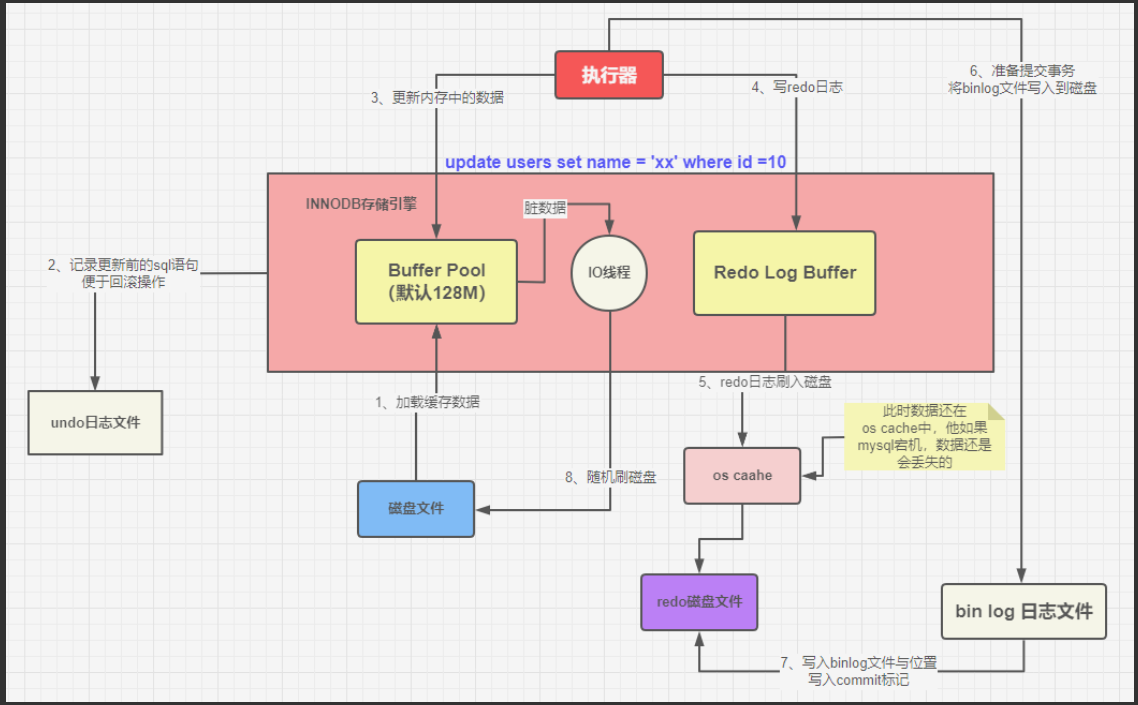 执行器
6、准备提交事务
将binlog文件写入到磁盘
3、更新内存中的数据
4、写redo日志
update users set name = 'xx' where id =10
INNODB存储引擎
脏数据
2、记录更新前的sql语句
便于回滚操作
Buffer Pool
（默认128M）
IO线程
Redo Log Buffer
5、redo日志刷入磁盘
1、加载缓存数据
undo日志文件
此时数据还在
os cache中，他如果
mysql宕机，数据还是
会丢失的
os caahe
8、随机刷磁盘
磁盘文件
redo磁盘文件
bin log 日志文件
7、写入binlog文件与位置
写入commit标记